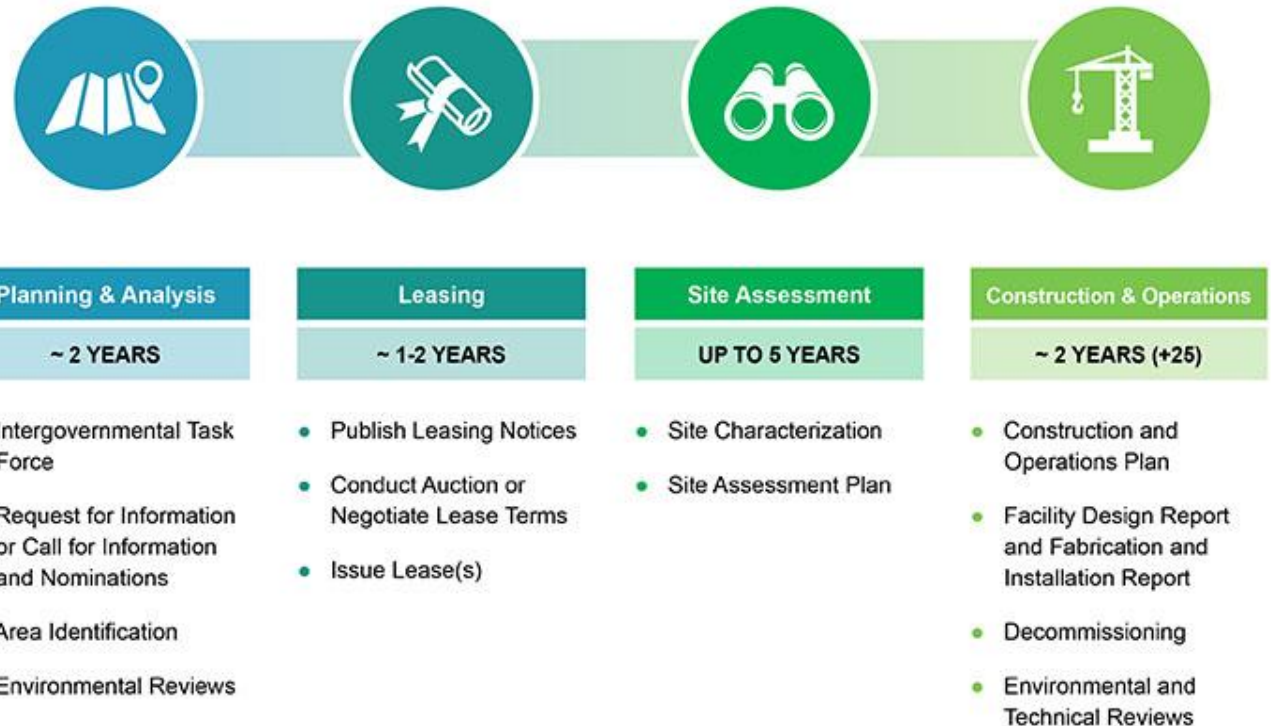 Planning & Analysis
~ 2 YEARS
Intergovernmental Task
Force
Request for Information
or Call for Information
and Nominations
Area Identification
Environmental Reviews
Leasing
~ 1-2 YEARS
• Publish Leasing Notices
• Conduct Auction or
Negotiate Lease Terms
• Issue Lease(s)
Site Assessment
UP TO 5 YEARS
• Site Characterization
• Site Assessment Plan
Construction & Operations
~ 2 YEARS (+25)
• Construction and
Operations Plan
• Facility Design Report
and Fabrication and
Installation Report
• Decommissioning
• Environmental and
Technical Reviews